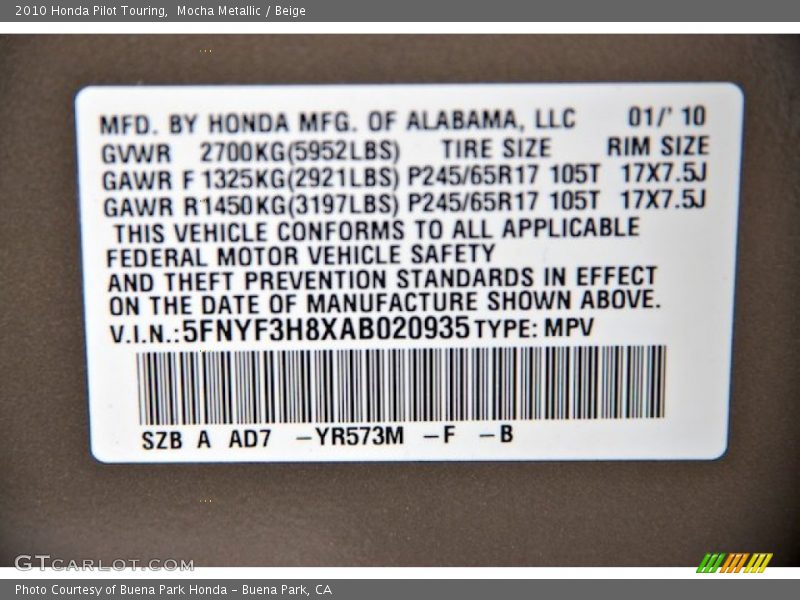 2010 Honda Pilot Touring,  Mocha Metallic / Beige
MFD. BY HONDA MFG. OF ALABAMA, LLC 01/' 10
GVWR 2700KG(5952LBS) TIRE SIZE RIM SIZE
GAWR F 1325KG(2921LBS) P245/65R17 105T 17X7.5J
GAWR R1450KG(3197LBS) P245/65R17 105T 17X7.5J
THIS VEHICLE CONFORMS TO ALL APPLICABLE
FEDERAL MOTOR VEHICLE SAFETY
AND THEFT PREVENTION STANDARDS IN EFFECT
ON THE DATE OF MANUFACTURE SHOWN ABOVE.
V.I.N.:5FNYF3H8XAB020935 TYPE: MPV
SZB A AD7 –YR573M –F –B
GTcarlot.com
Photo Courtesy of Buena Park Honda – Buena Park, CA